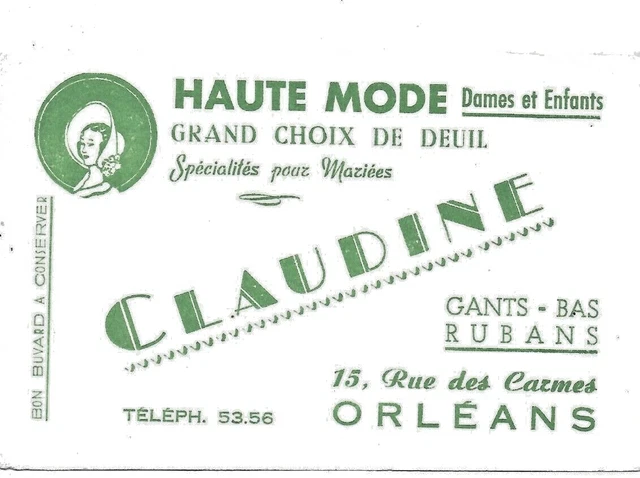 HAUTE MODE Dames et Enfants
GRAND CHOIX DE DEUIL
Spécialités pour Mariées
CLAUDINE
GANTS - BAS
RUBANS
15, Rue des Carmes
TÉLÉPH. 53.56 ORLÉANS
BON BUVARD A CONSERVER